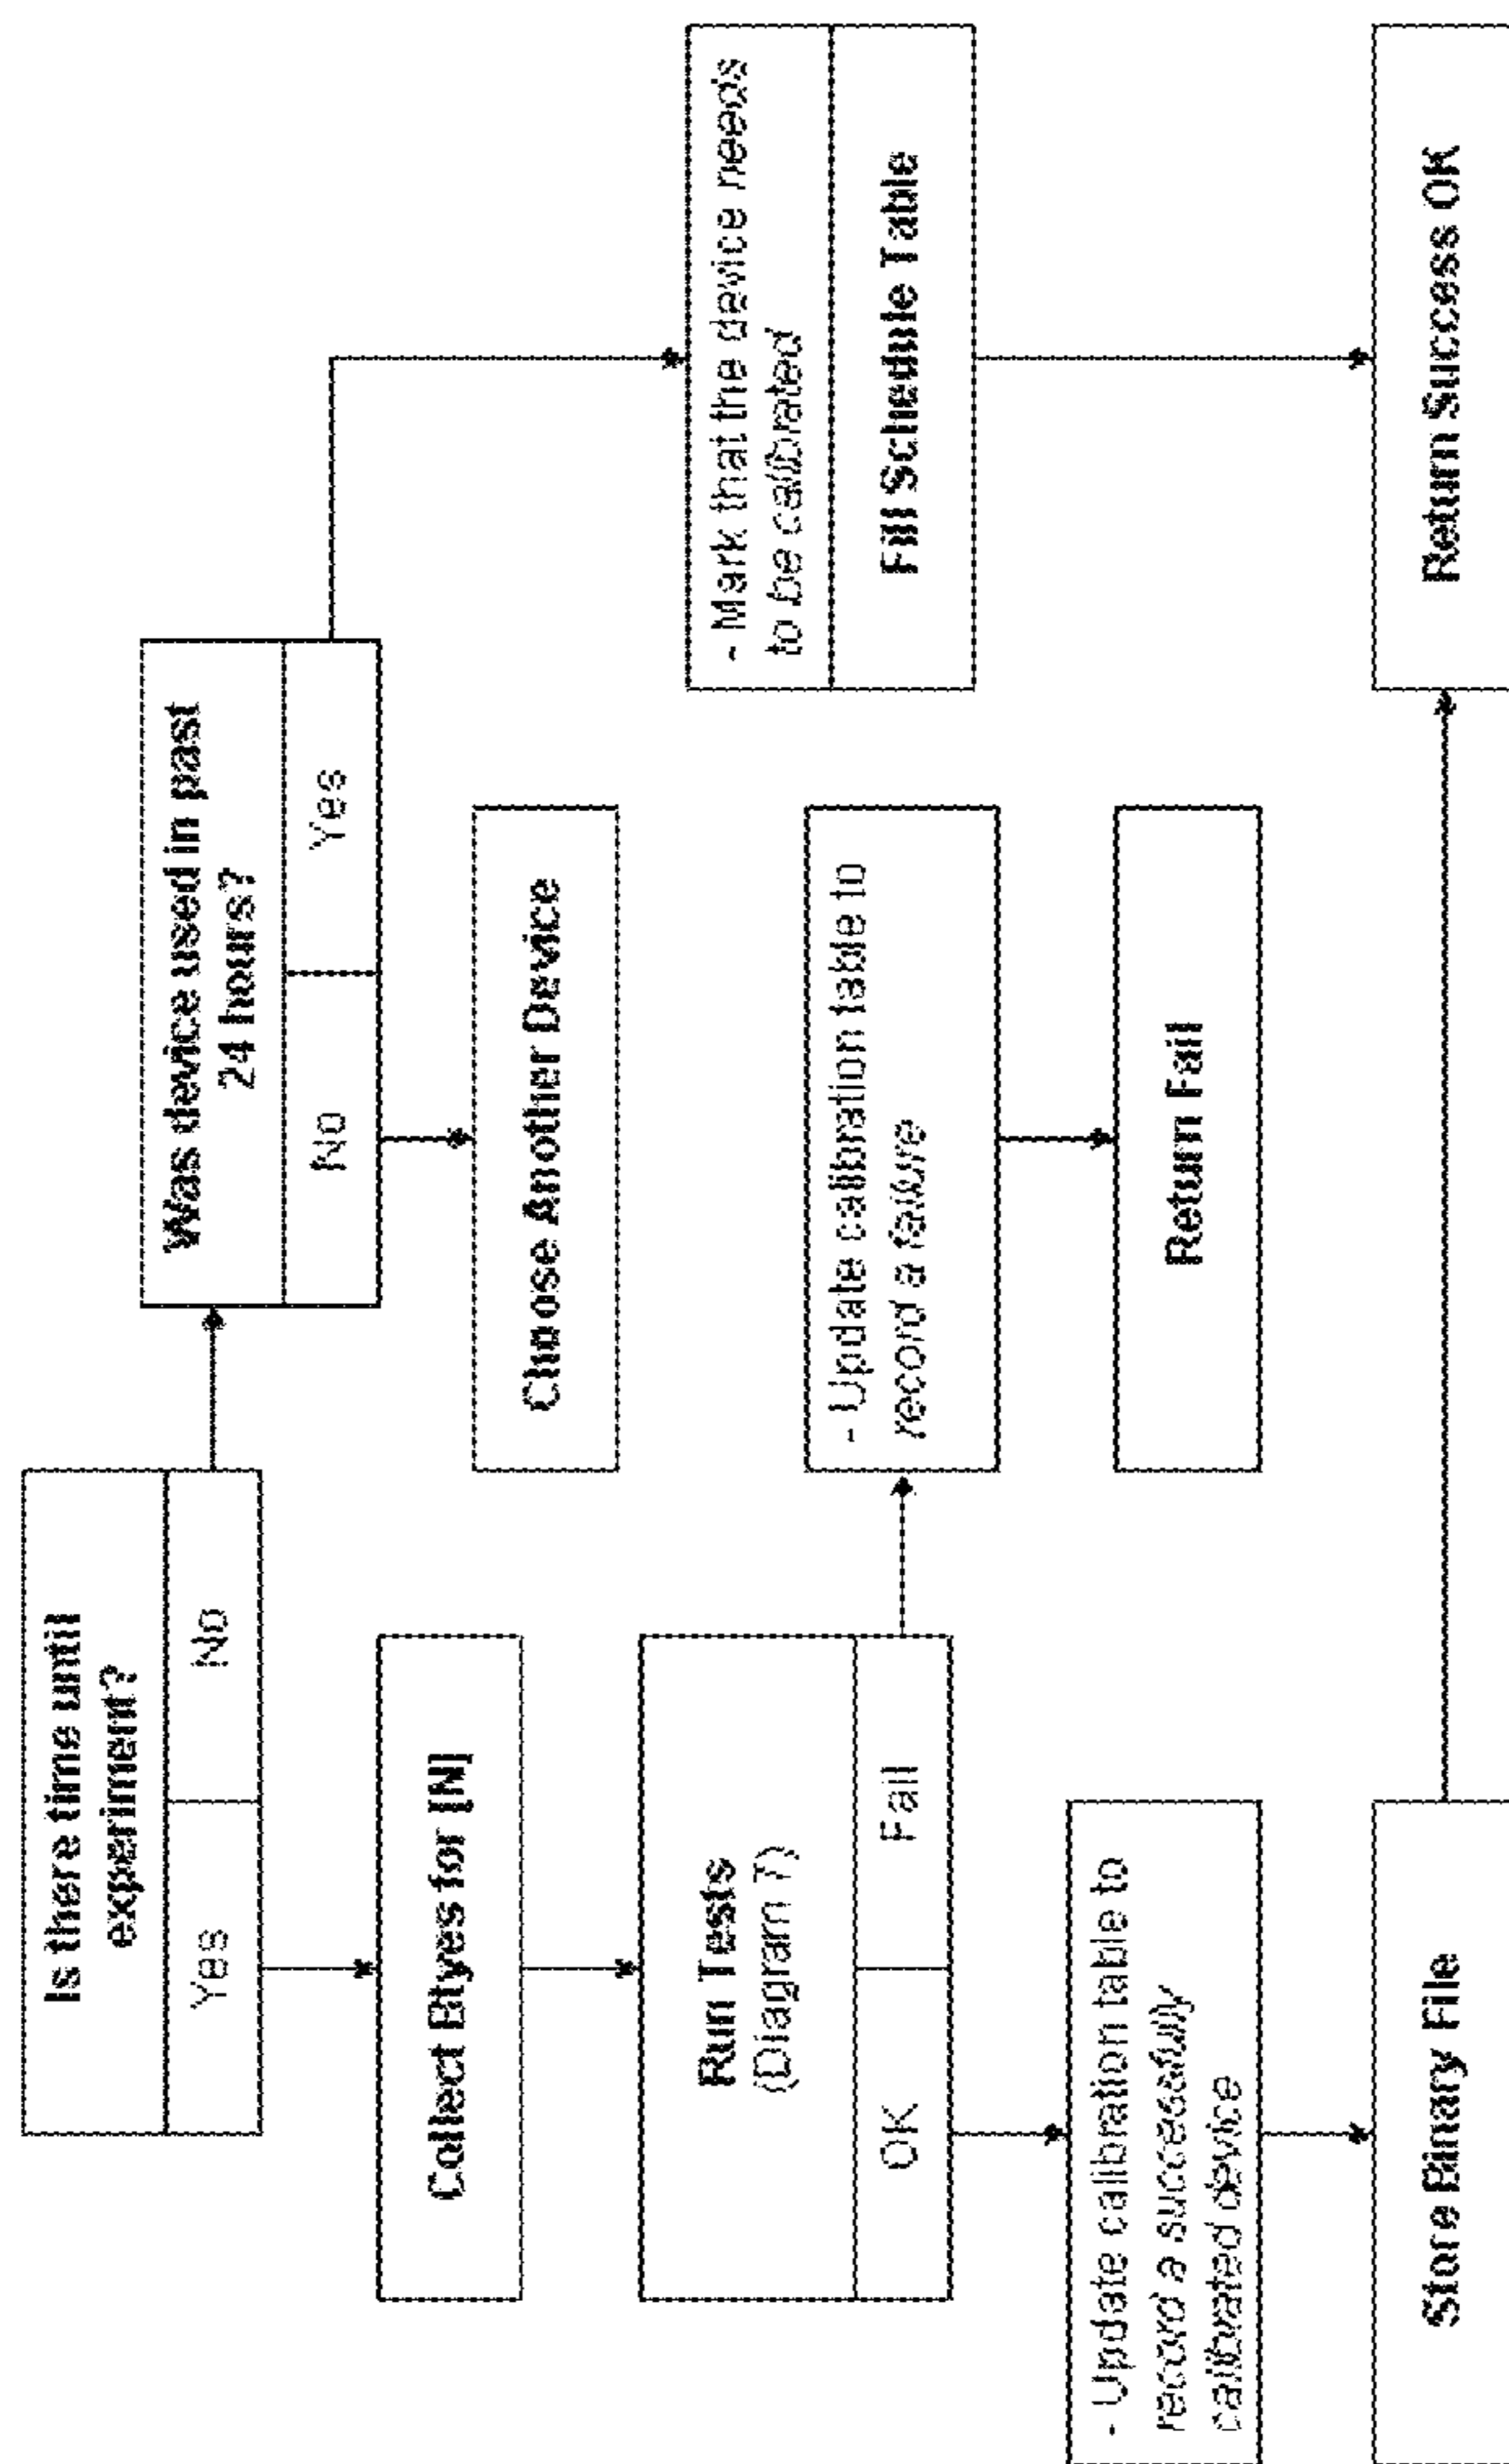 Is there time until
experiment?
Yes
No
Was device used in past
24 hours?
No
Yes
Collect Btyes for [N]
Choose Another Device
Run Tests
(Diagram 7)
OK
Fail
- Update calibration table to
record a failure
- Mark that the device needs
to be calibrated
Fill Schedule Table
- Update calibration table to
record a successfully
calibrated device
Return Fail
Store Binary File
Return Success OK